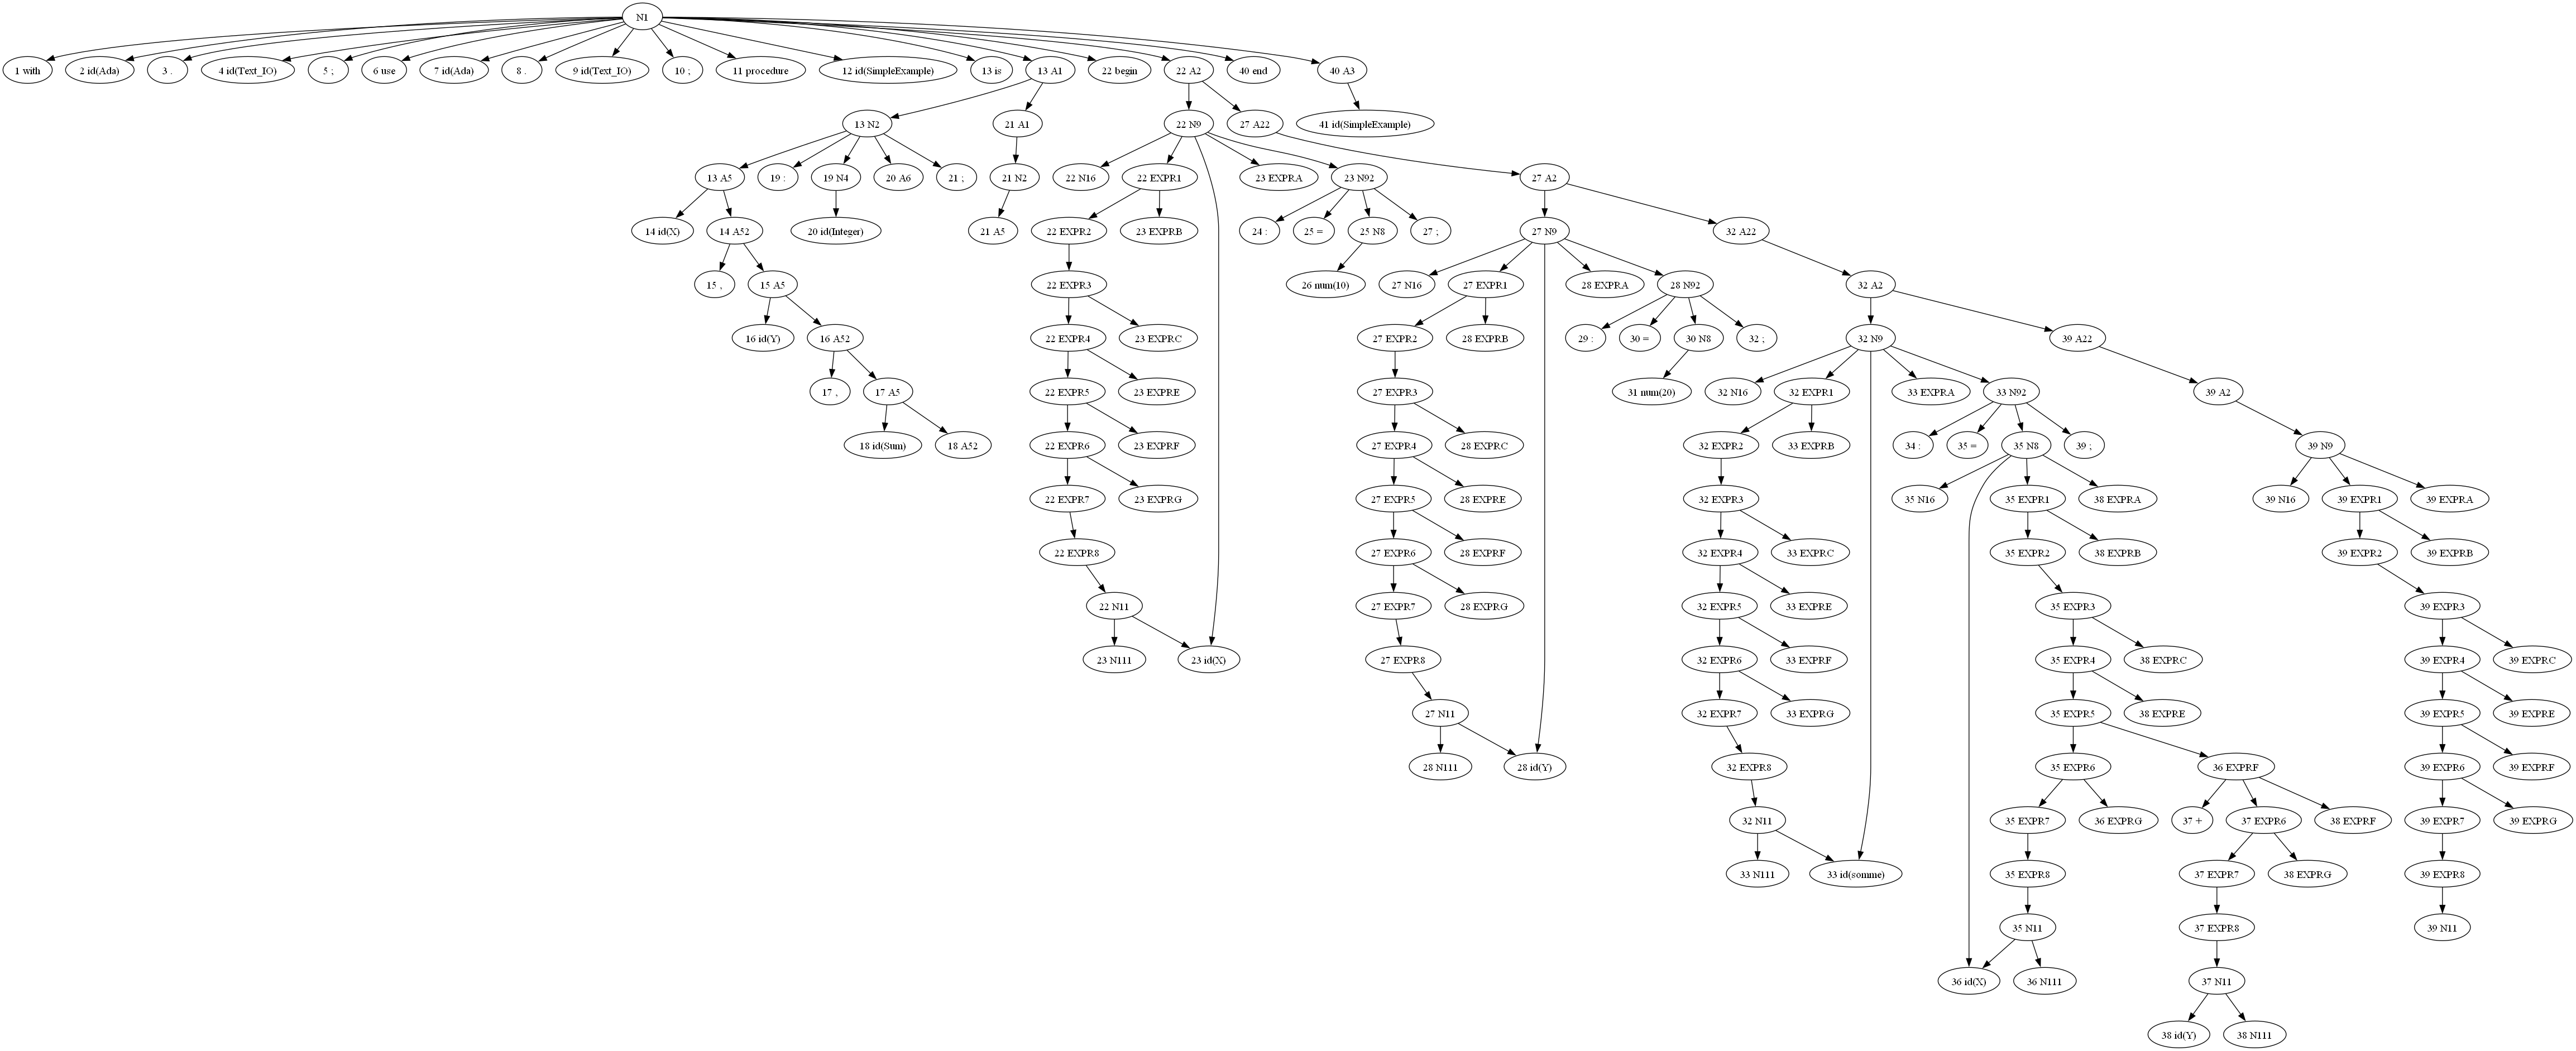 N1
1 with
2 id(Ada)
3 .
4 id(Text_IO)
5 ;
6 use
7 id(Ada)
8 .
9 id(Text_IO)
10 ;
11 procedure
12 id(SimpleExample)
13 is
13 A1
22 begin
22 A2
40 end
40 A3
13 N2
21 A1
22 N9
27 A22
41 id(SimpleExample)
13 A5
19 :
19 N4
20 A6
21 ;
21 N2
22 N16
22 EXPR1
23 EXPRA
23 N92
27 A2
14 id(X)
14 A52
20 id(Integer)
21 A5
22 EXPR2
23 EXPRB
24 :
25 =
25 N8
27 ;
27 N9
32 A22
15 ,
15 A5
22 EXPR3
26 num(10)
27 N16
27 EXPR1
28 EXPRA
28 N92
32 A2
16 id(Y)
16 A52
22 EXPR4
23 EXPRC
27 EXPR2
28 EXPRB
29 :
30 =
30 N8
32 ;
32 N9
39 A22
17 ,
17 A5
22 EXPR5
23 EXPRE
27 EXPR3
31 num(20)
32 N16
32 EXPR1
33 EXPRA
33 N92
39 A2
18 id(Sum)
18 A52
22 EXPR6
23 EXPRF
27 EXPR4
28 EXPRC
32 EXPR2
33 EXPRB
34 :
35 =
35 N8
39 ;
39 N9
22 EXPR7
23 EXPRG
27 EXPR5
28 EXPRE
32 EXPR3
35 N16
35 EXPR1
38 EXPRA
39 N16
39 EXPR1
39 EXPRA
22 EXPR8
27 EXPR6
28 EXPRF
32 EXPR4
33 EXPRC
35 EXPR2
38 EXPRB
39 EXPR2
39 EXPRB
22 N11
27 EXPR7
28 EXPRG
32 EXPR5
33 EXPRE
35 EXPR3
39 EXPR3
23 N111
23 id(X)
27 EXPR8
32 EXPR6
33 EXPRF
35 EXPR4
38 EXPRC
39 EXPR4
39 EXPRC
27 N11
32 EXPR7
33 EXPRG
35 EXPR5
38 EXPRE
39 EXPR5
39 EXPRE
28 N111
28 id(Y)
32 EXPR8
35 EXPR6
36 EXPRF
39 EXPR6
39 EXPRF
32 N11
35 EXPR7
36 EXPRG
37 +
37 EXPR6
38 EXPRF
39 EXPR7
39 EXPRG
33 N111
33 id(somme)
35 EXPR8
37 EXPR7
38 EXPRG
39 EXPR8
35 N11
37 EXPR8
39 N11
36 id(X)
36 N111
37 N11
38 id(Y)
38 N111